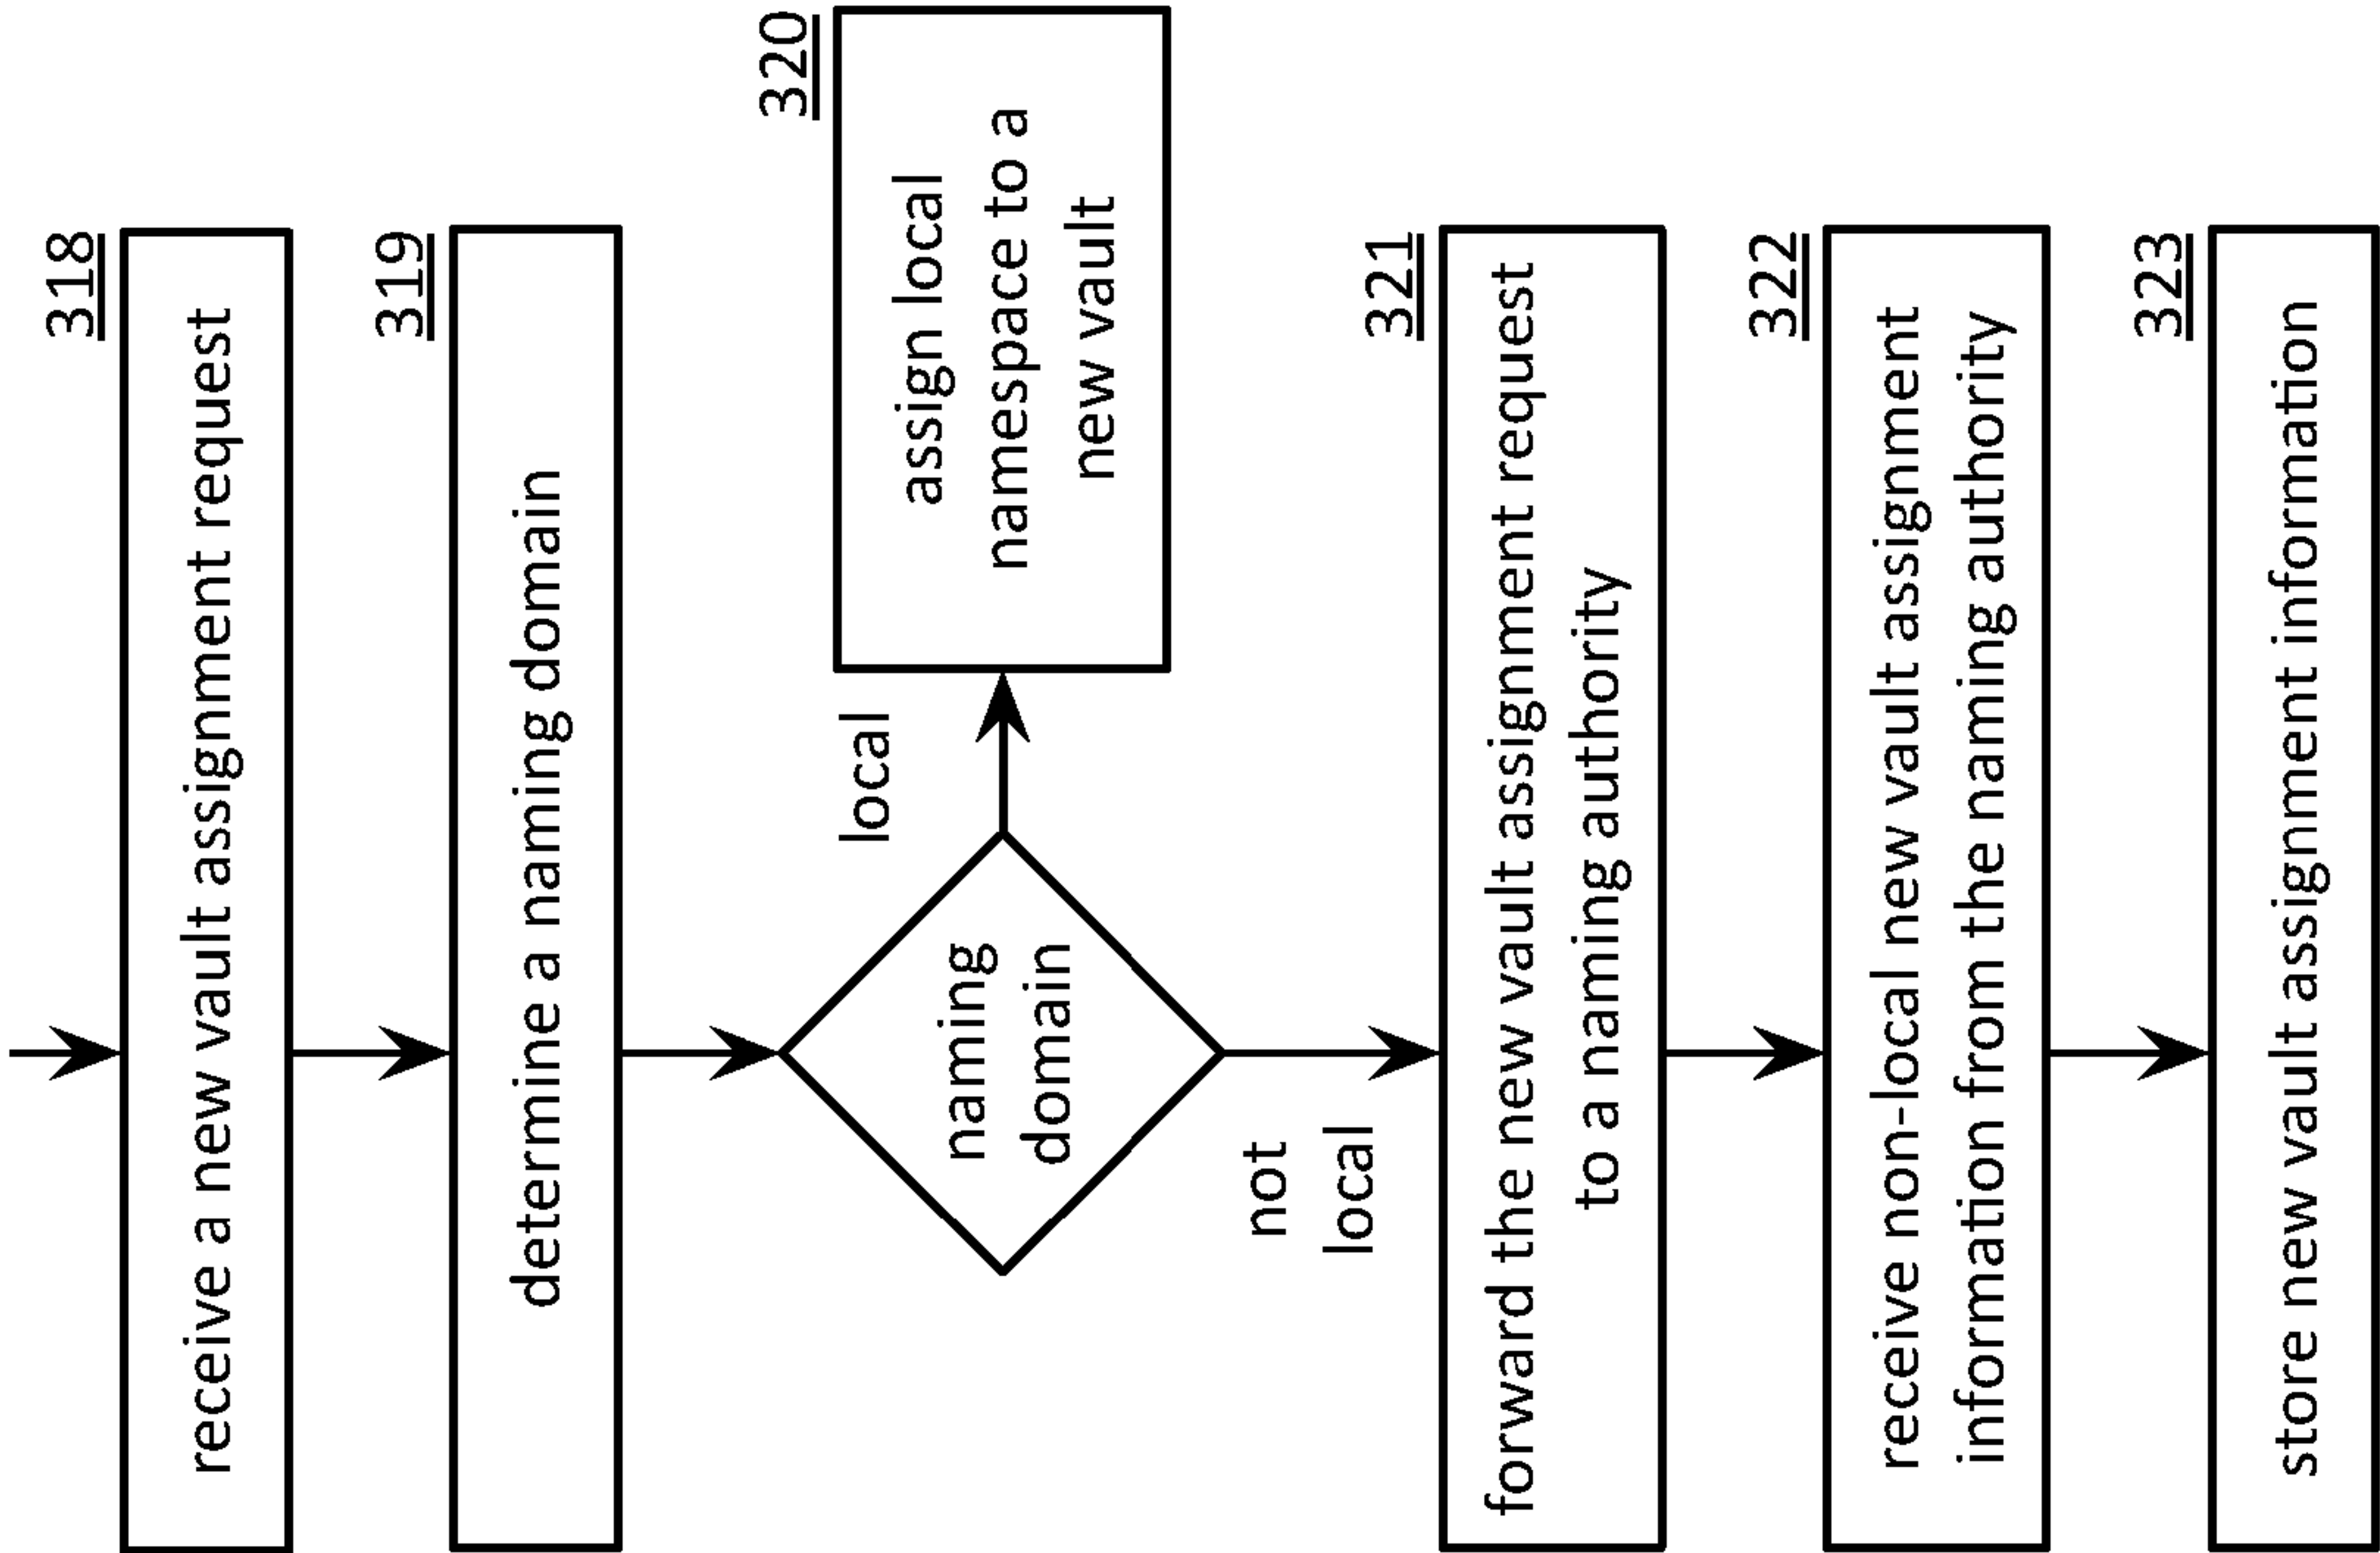 318
receive a new vault assignment request
319
determine a naming domain
naming
domain
local
320
assign local
namespace to a
new vault
not
local
321
forward the new vault assignment request
to a naming authority
322
receive non-local new vault assignment
information from the naming authority
323
store new vault assignment information